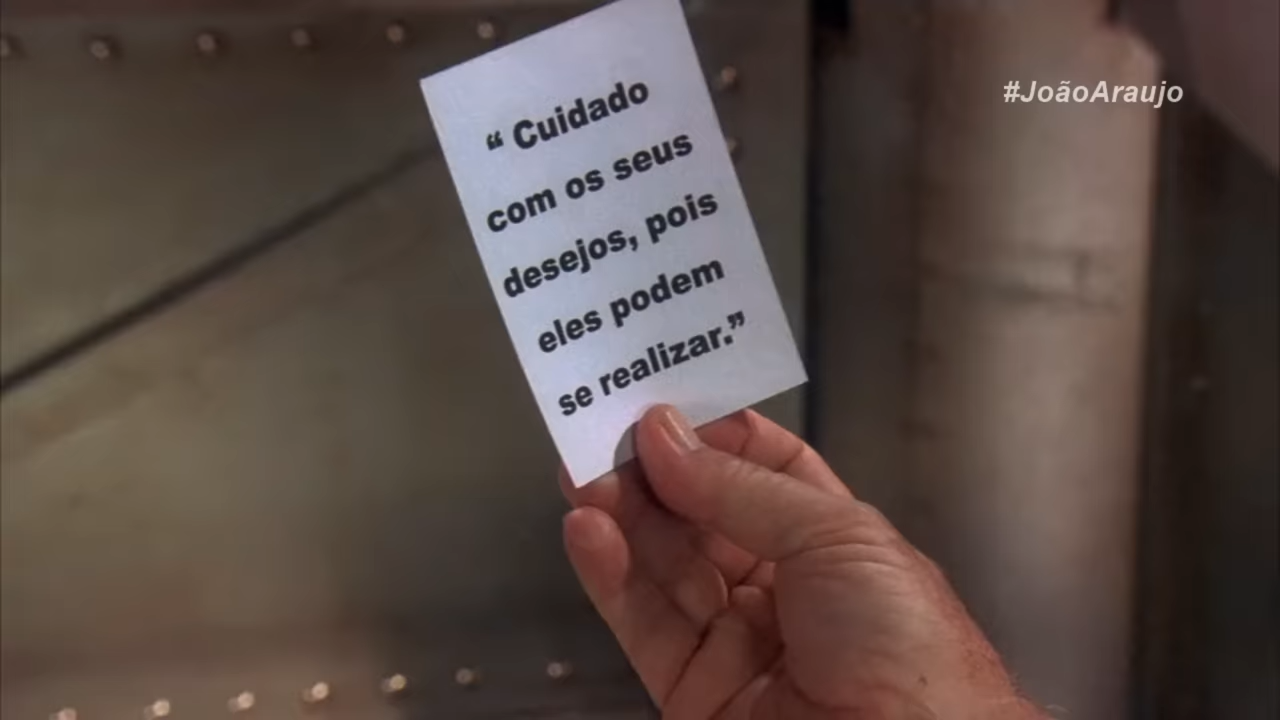 #JoãoAraujo
“ Cuidado
com os seus
desejos, pois
eles podem
se realizar.”